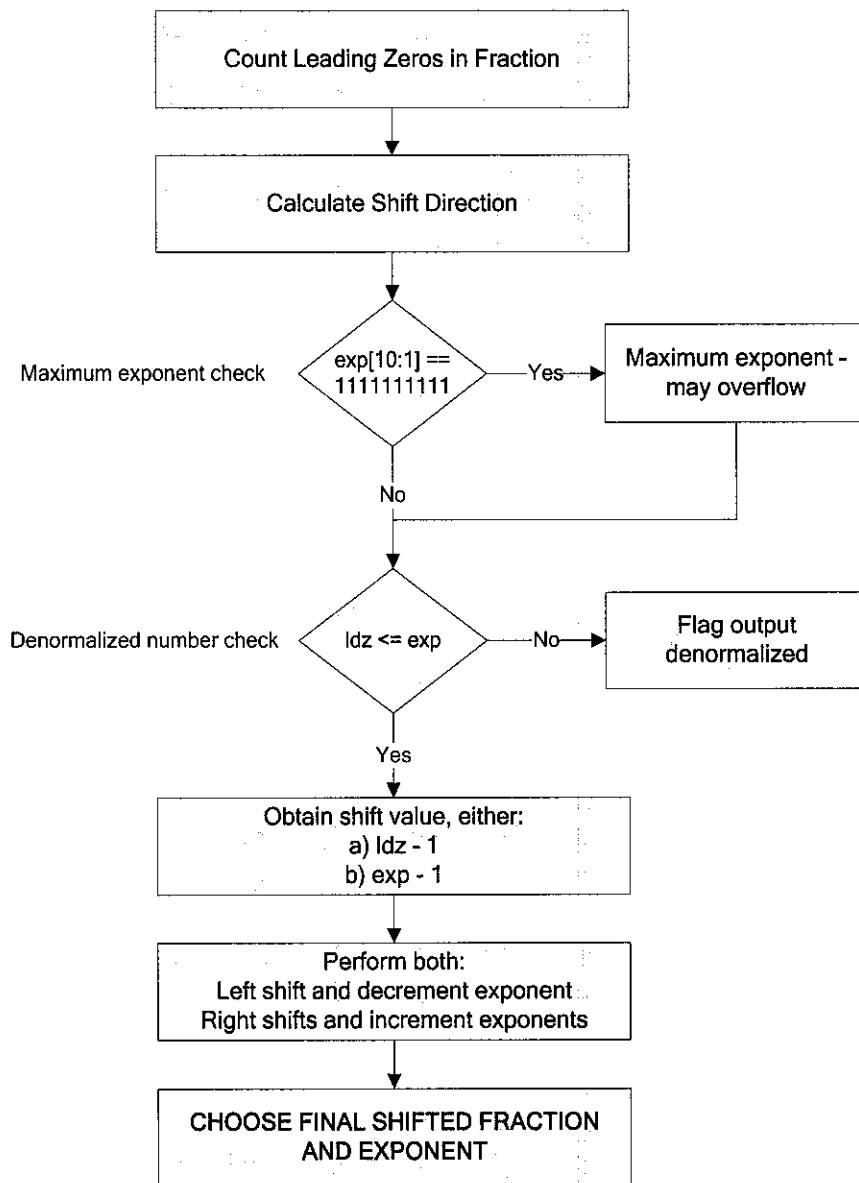 Count Leading Zeros in Fraction
Calculate Shift Direction
Maximum exponent check
exp[10:1] ==
1111111111
Yes
Maximum exponent -
may overflow
No
Denormalized number check
ldz <= exp
No
Flag output
denormalized
Yes
Obtain shift value, either:
a) ldz - 1
b) exp - 1
Perform both:
Left shift and decrement exponent
Right shifts and increment exponents
CHOOSE FINAL SHIFTED FRACTION
AND EXPONENT